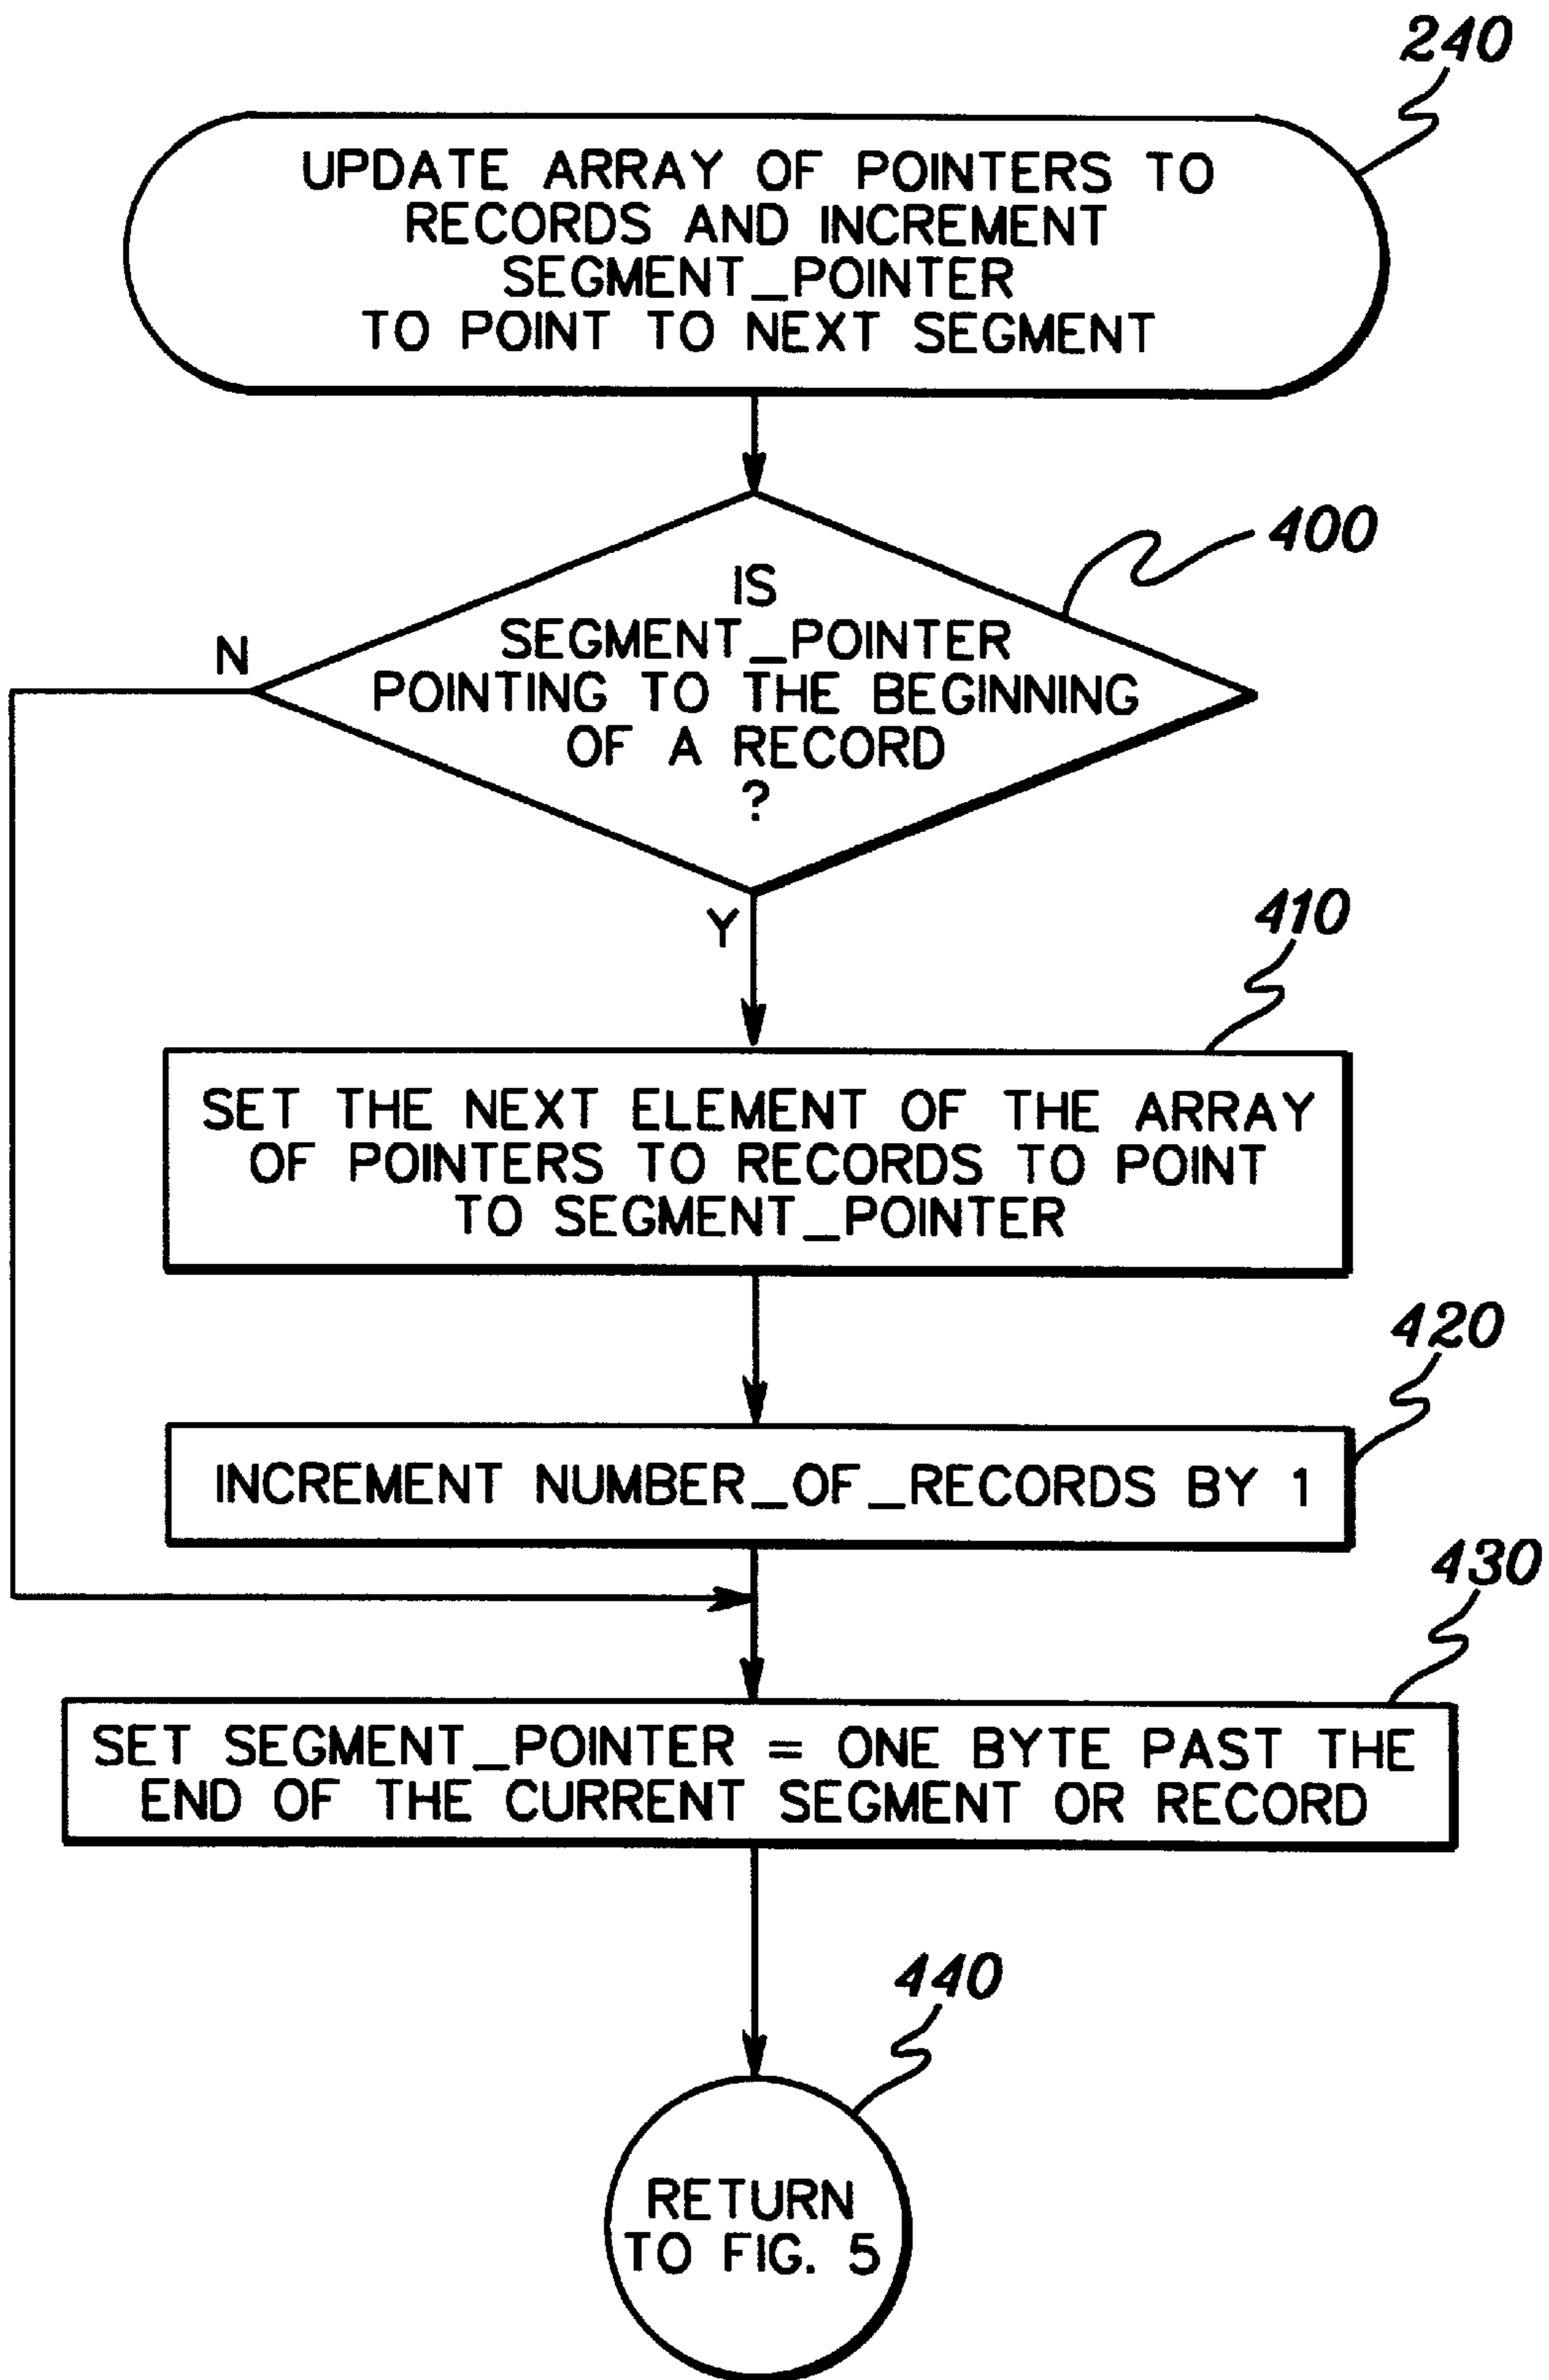 240
UPDATE ARRAY OF POINTERS TO
RECORDS AND INCREMENT
SEGMENT_POINTER
TO POINT TO NEXT SEGMENT
400
IS
SEGMENT_POINTER
POINTING TO THE BEGINNING
OF A RECORD
?
N
Y
410
SET THE NEXT ELEMENT OF THE ARRAY
OF POINTERS TO RECORDS TO POINT
TO SEGMENT_POINTER
420
INCREMENT NUMBER_OF_RECORDS BY 1
430
SET SEGMENT_POINTER = ONE BYTE PAST THE
END OF THE CURRENT SEGMENT OR RECORD
440
RETURN
TO FIG. 5